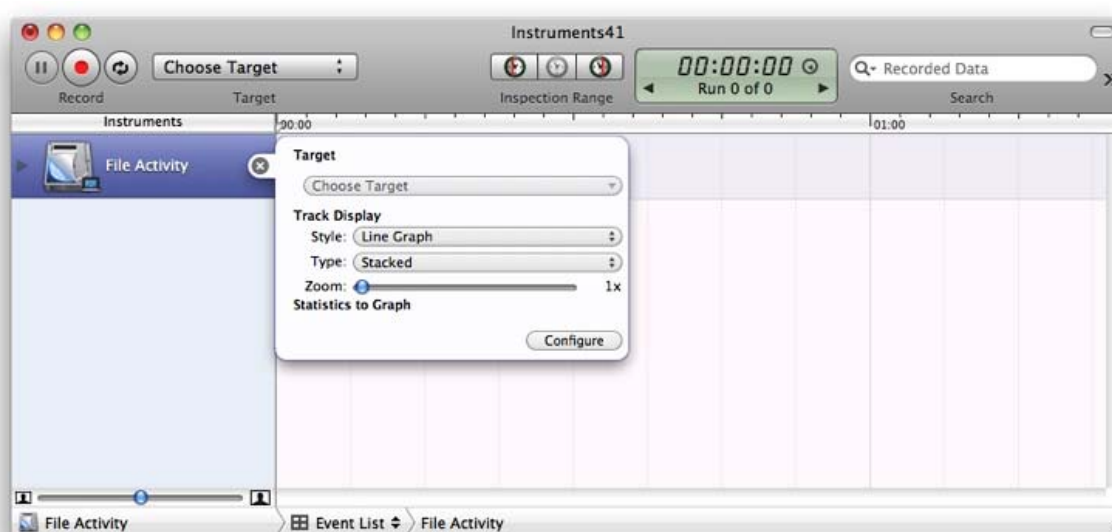 Instruments41
Choose Target
00:00:00
Run 0 of 0
Recorded Data
Record
Target
Inspection Range
Search
Instruments
00:00
01:00
File Activity
Target
Choose Target
Track Display
Style: Line Graph
Type: Stacked
Zoom: 1x
Statistics to Graph
Configure
File Activity
Event List
File Activity